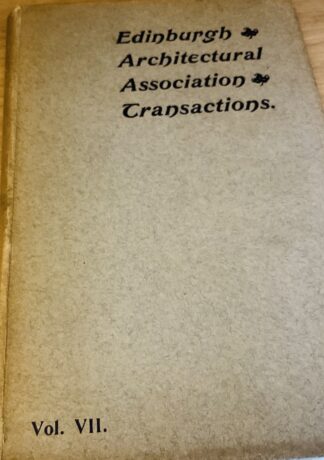 Edinburgh
Architectural
Association
Transactions.
Vol. VII.